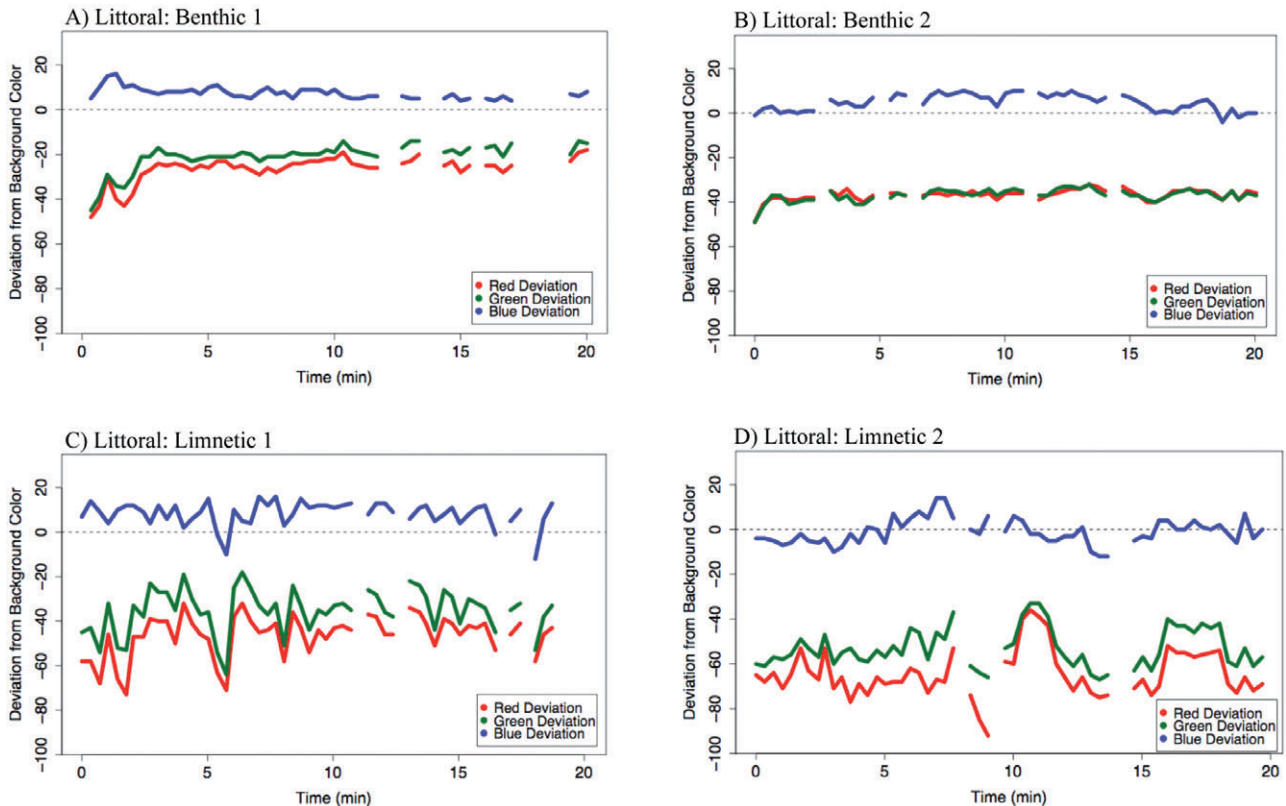 A) Littoral: Benthic 1
Deviation from Background Color
20
0
−20
−40
−60
−80
−100
Red Deviation
Green Deviation
Blue Deviation
0 5 10 15 20
Time (min)
B) Littoral: Benthic 2
Deviation from Background Color
20
0
−20
−40
−60
−80
−100
Red Deviation
Green Deviation
Blue Deviation
0 5 10 15 20
Time (min)
C) Littoral: Limnetic 1
Deviation from Background Color
20
0
−20
−40
−60
−80
−100
Red Deviation
Green Deviation
Blue Deviation
0 5 10 15 20
Time (min)
D) Littoral: Limnetic 2
Deviation from Background Color
20
0
−20
−40
−60
−80
−100
Red Deviation
Green Deviation
Blue Deviation
0 5 10 15 20
Time (min)